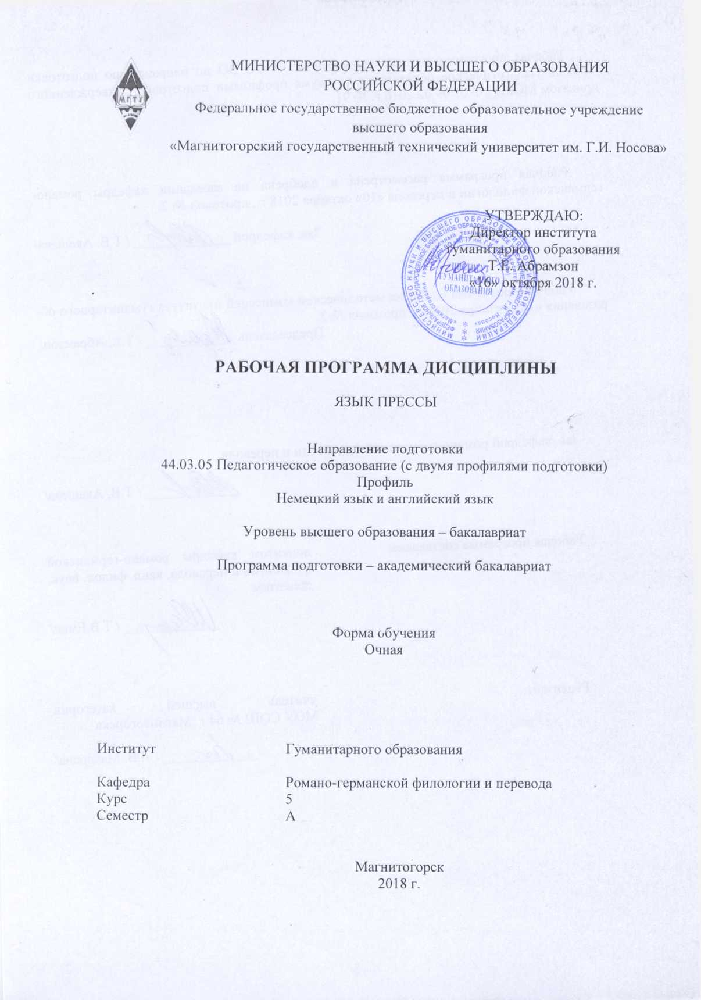 МИНИСТЕРСТВО НАУКИ И ВЫСШЕГО ОБРАЗОВАНИЯ
РОССИЙСКОЙ ФЕДЕРАЦИИ
Федеральное государственное бюджетное образовательное учреждение
высшего образования
«Магнитогорский государственный технический университет им. Г.И. Носова»
МГТУ
УТВЕРЖДАЮ:
Директор института
гуманитарного образования
Т.Е. Абрамзон
«16» октября 2018 г.
ИНСТИТУТ
ГУМАНИТАРНОГО
ОБРАЗОВАНИЯ
РАБОЧАЯ ПРОГРАММА ДИСЦИПЛИНЫ
ЯЗЫК ПРЕССЫ
Направление подготовки
44.03.05 Педагогическое образование (с двумя профилями подготовки)
Профиль
Немецкий язык и английский язык
Уровень высшего образования – бакалавриат
Программа подготовки – академический бакалавриат
Форма обучения
Очная
Институт Гуманитарного образования
Кафедра Романо-германской филологии и перевода
Курс 5
Семестр А
Магнитогорск
2018 г.